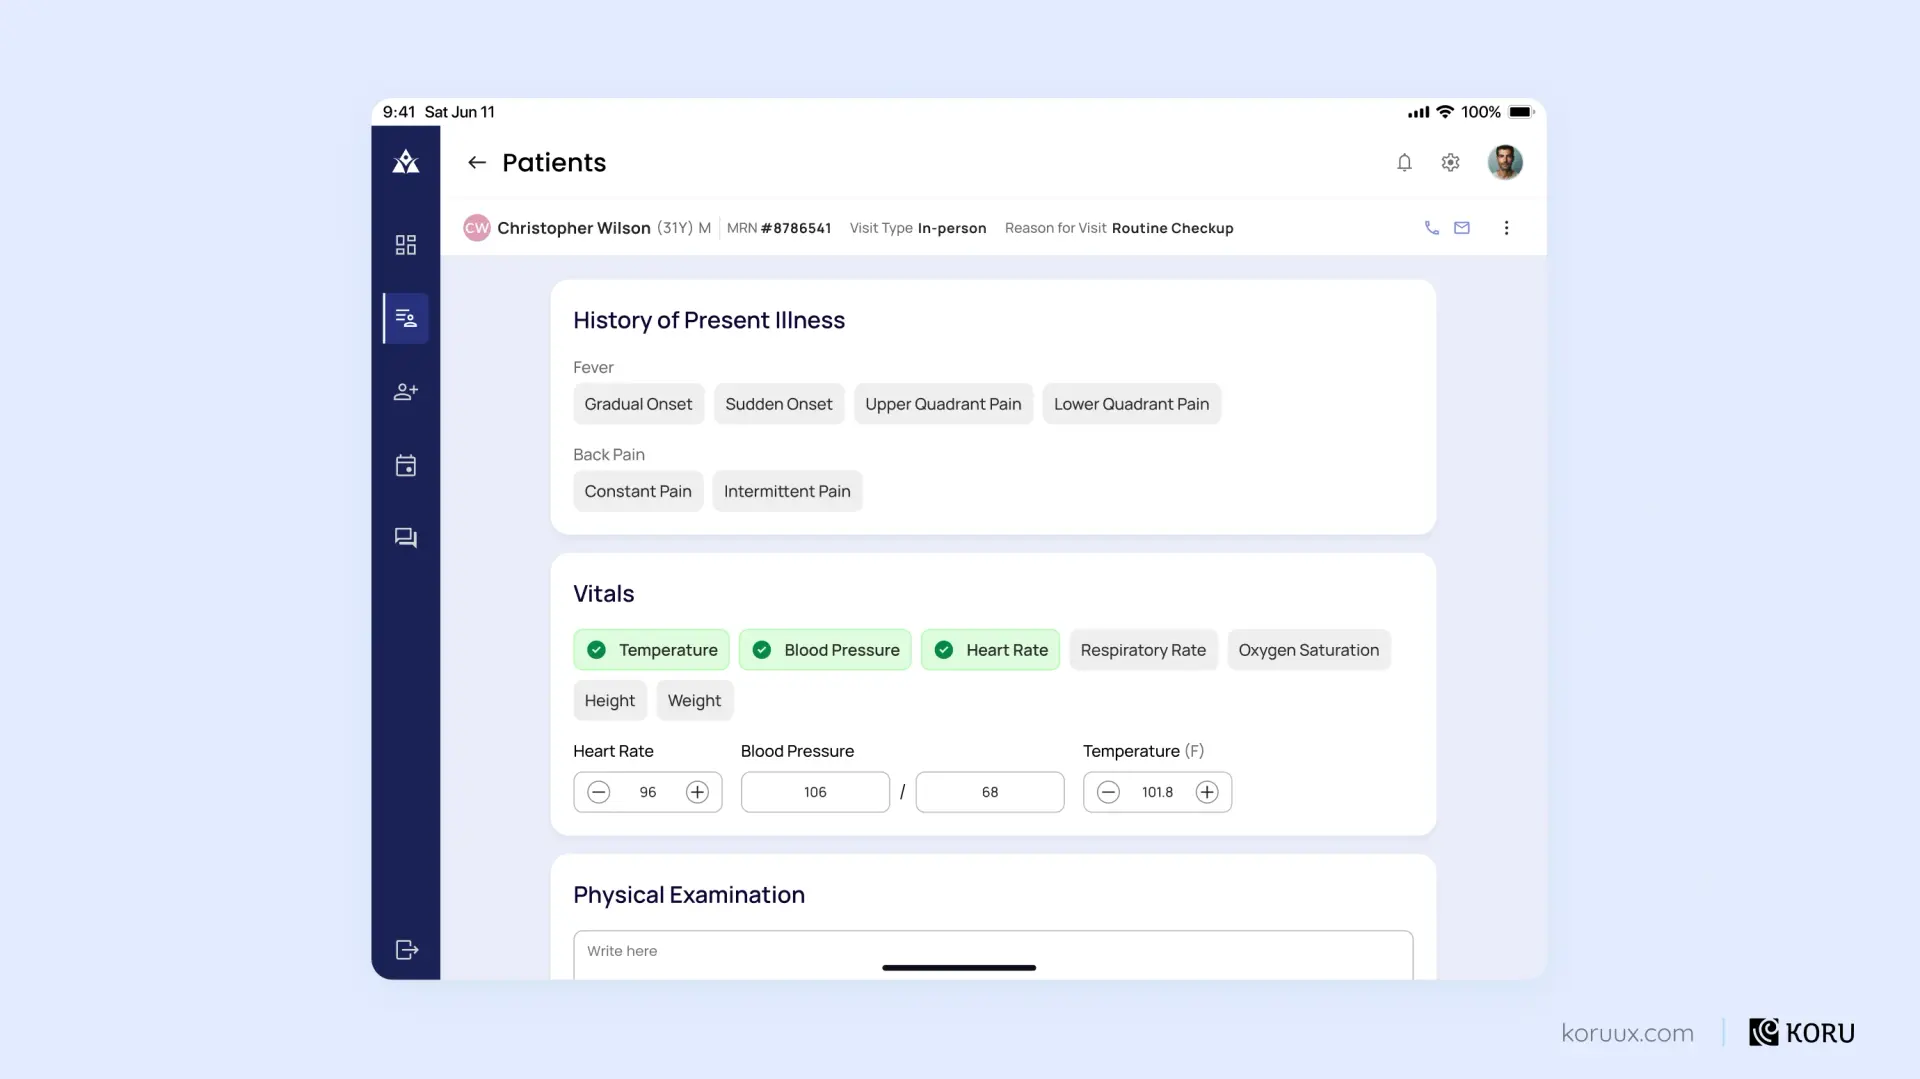 9:41 Sat Jun 11 100%
Patients
CW Christopher Wilson (31Y) M MRN #8786541 Visit Type In-person Reason for Visit Routine Checkup
History of Present Illness
Fever
Gradual Onset Sudden Onset Upper Quadrant Pain Lower Quadrant Pain
Back Pain
Constant Pain Intermittent Pain
Vitals
Temperature Blood Pressure Heart Rate Respiratory Rate Oxygen Saturation
Height Weight
Heart Rate Blood Pressure Temperature (F)
96 106 / 68 101.8
Physical Examination
Write here
koruux.com KORU